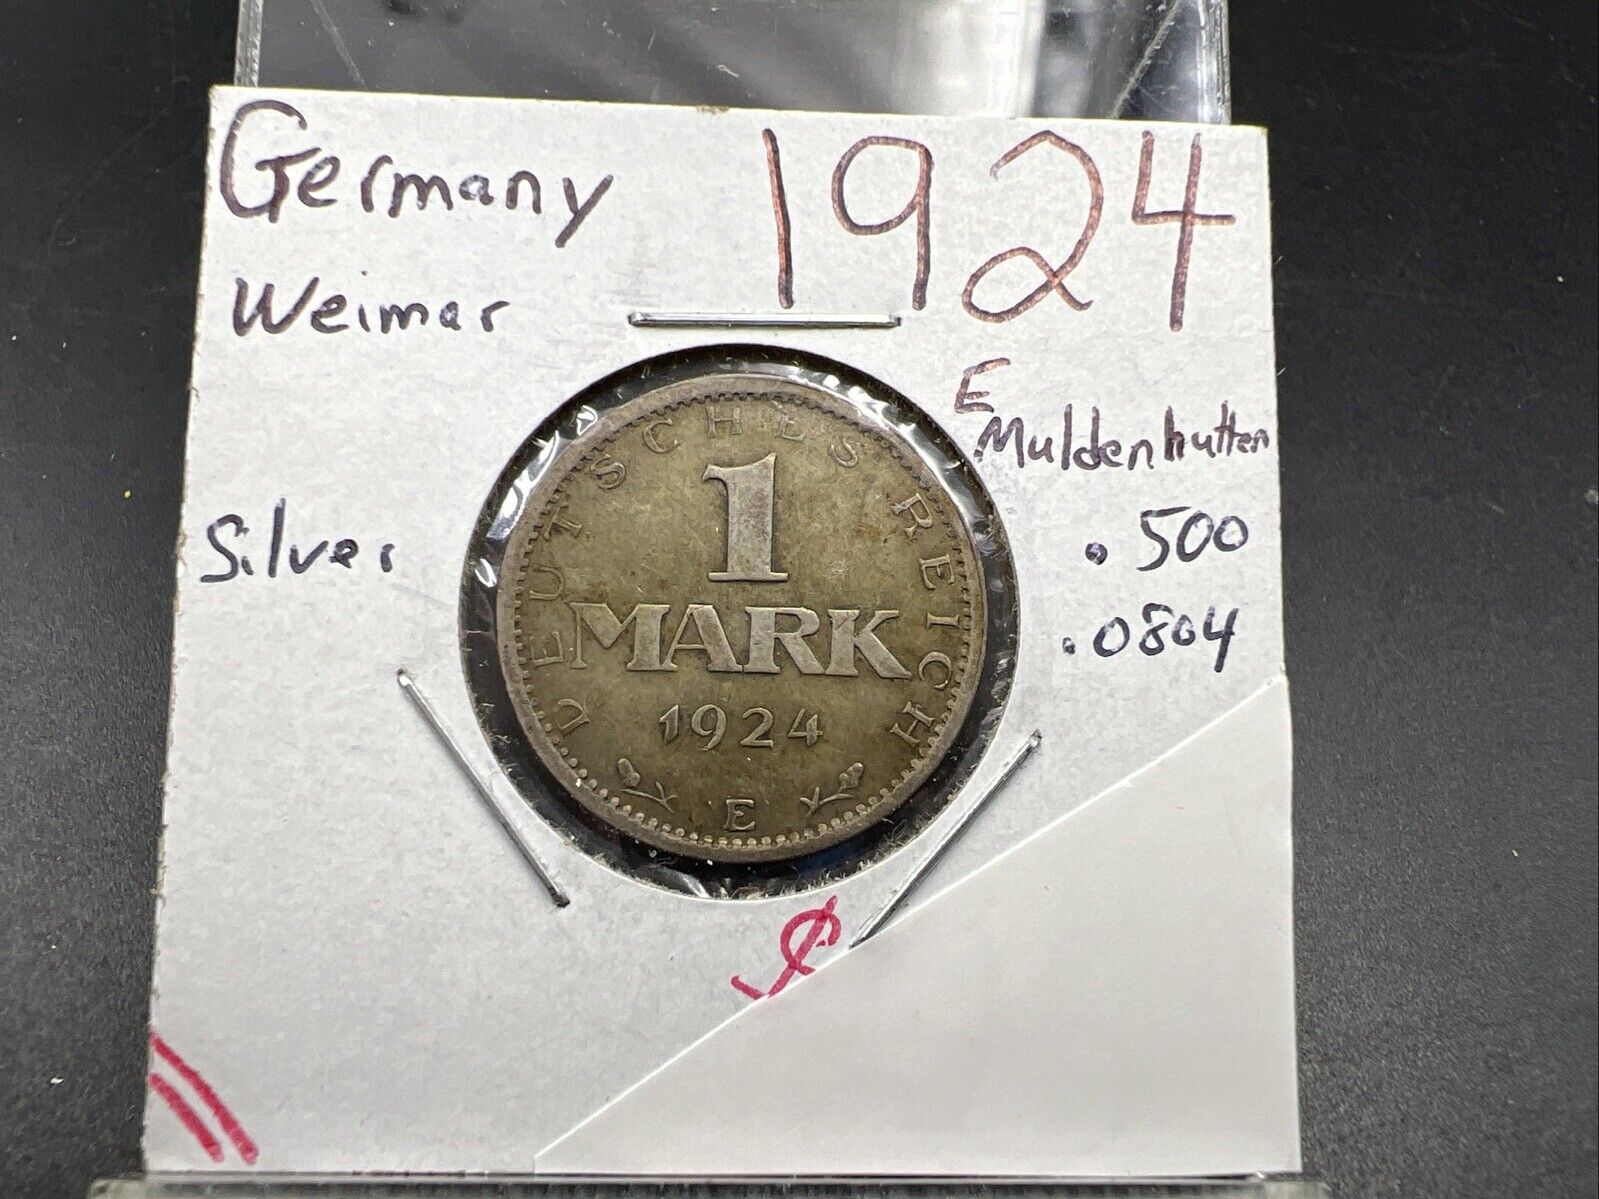 Germany
1924
Weimar
E
Muldenhutten
Silver
.500
.0804
DEUTSCHES REICH
1
MARK
1924
E